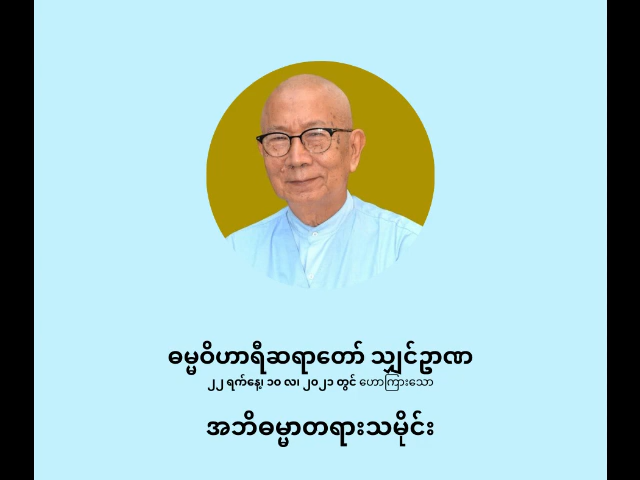 ဓမ္မဝိဟာရီဆရာတော် သျှင်ဥာဏ
၂၂ ရက်နေ့၊ ၁၀ လ၊ ၂၀၂၁ တွင် ဟောကြားသော
အဘိဓမ္မာတရားသမိုင်း